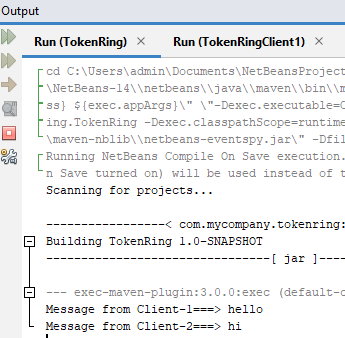 Output
Run (TokenRing) × Run (TokenRingClient1) ×
cd C:\Users\admin\Documents\NetBeansProject
\NetBeans-14\\netbeans\\java\\maven\\bin\\m
ss} ${exec.appArgs}\" \"-Dexec.executable=C
ing.TokenRing -Dexec.classpathScope=runtime
\maven-nblib\\netbeans-eventspy.jar\" -Dfil
Running NetBeans Compile On Save execution.
n Save turned on) will be used instead of t
Scanning for projects...
-----------------< com.mycompany.tokenring:
Building TokenRing 1.0-SNAPSHOT
--------------------------------[ jar ]----
--- exec-maven-plugin:3.0.0:exec (default-c
Message from Client-1===> hello
Message from Client-2===> hi